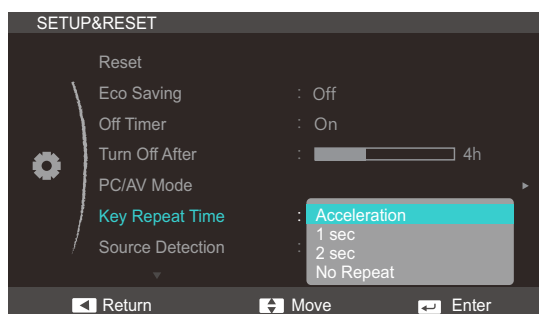 SETUP&RESET
Reset
Eco Saving : Off
Off Timer : On
Turn Off After : 4h
PC/AV Mode
Key Repeat Time : Acceleration
1 sec
Source Detection : 2 sec
No Repeat
Return Move Enter